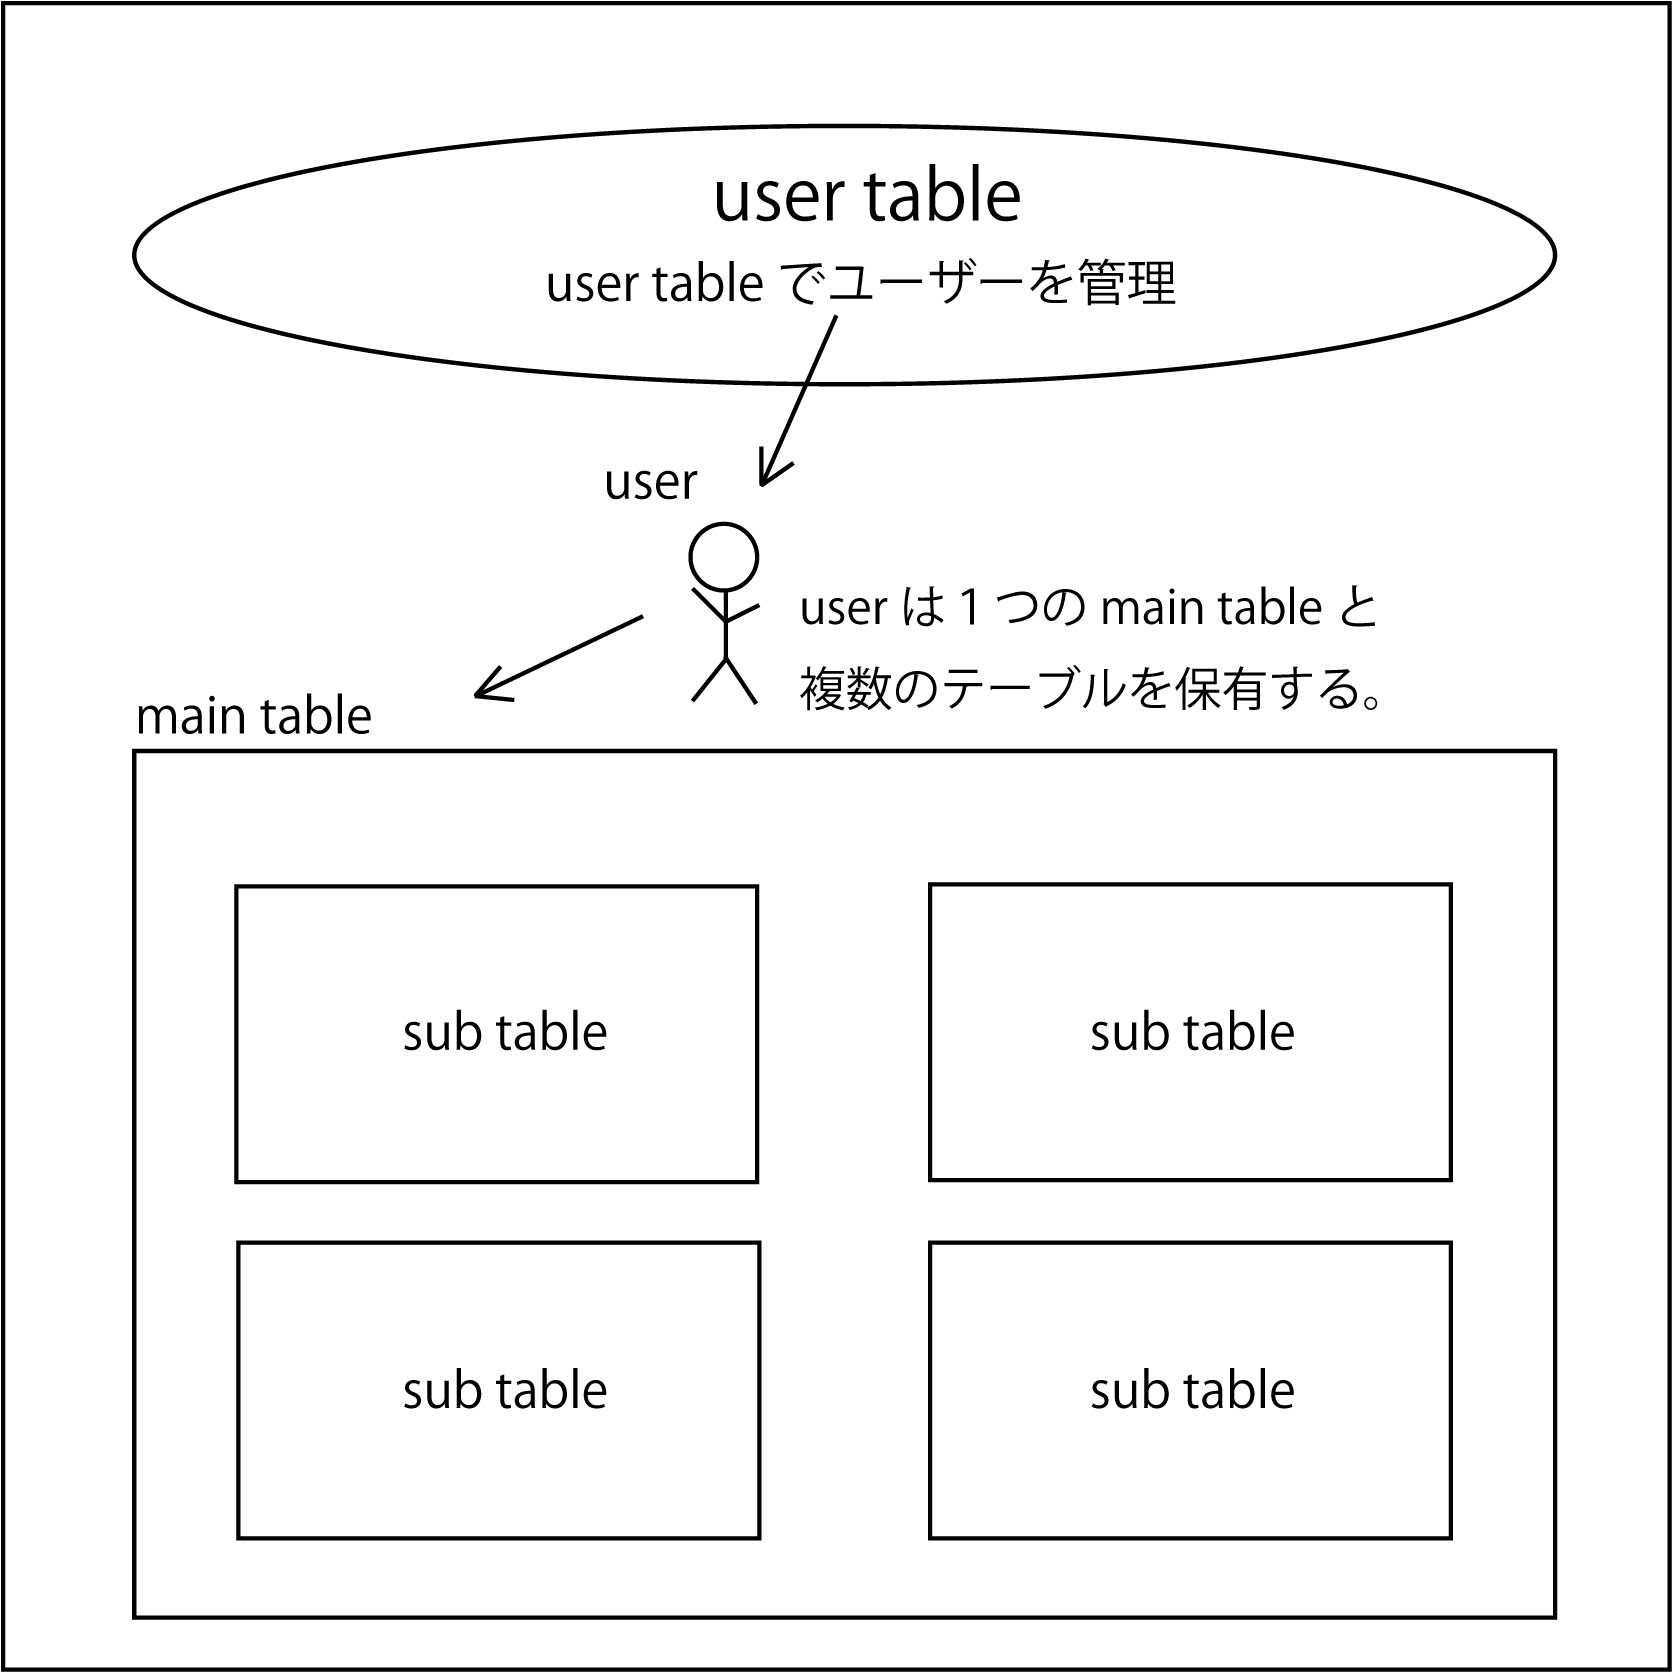 user table
user table でユーザーを管理
user
user は 1 つの main table と
複数のテーブルを保有する。
main table
sub table
sub table
sub table
sub table